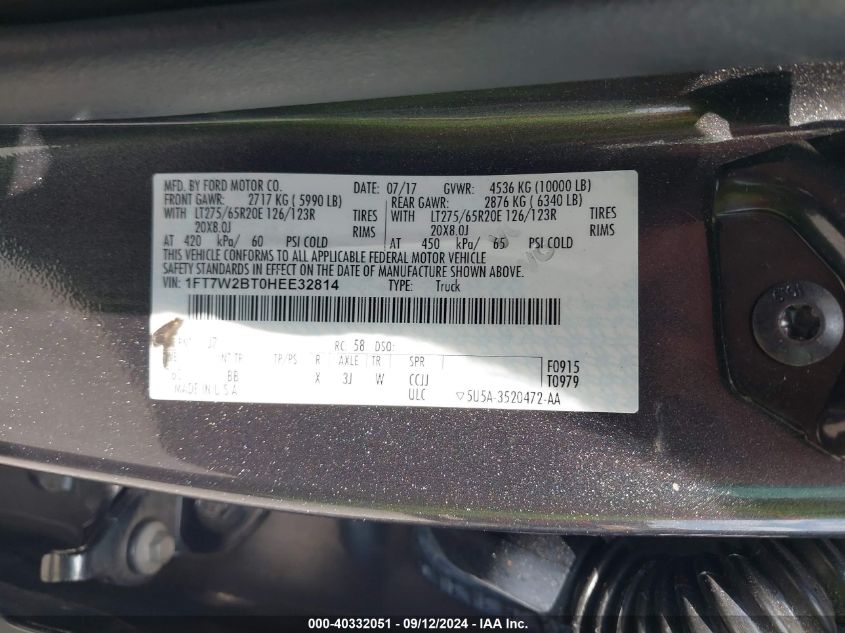 MFD. BY FORD MOTOR CO. DATE: 07/17 GVWR: 4536 KG (10000 LB)
FRONT GAWR: 2717 KG ( 5990 LB) REAR GAWR: 2876 KG ( 6340 LB)
WITH LT275/65R20E 126/123R TIRES WITH LT275/65R20E 126/123R TIRES
20X8.0J RIMS 20X8.0J RIMS
AT 420 kPa/ 60 PSI COLD AT 450 kPa/ 65 PSI COLD
THIS VEHICLE CONFORMS TO ALL APPLICABLE FEDERAL MOTOR VEHICLE
SAFETY STANDARDS IN EFFECT ON THE DATE OF MANUFACTURE SHOWN ABOVE.
VIN: 1FT7W2BT0HEE32814 TYPE: Truck
J7 RC: 58 DSO:
INT TR TP/PS R AXLE TR SPR F0915
BB X 3J W CCJJ T0979
MADE IN U.S.A. ULC ▽5U5A-3520472-AA
000-40332051 - 09/12/2024 - IAA Inc.